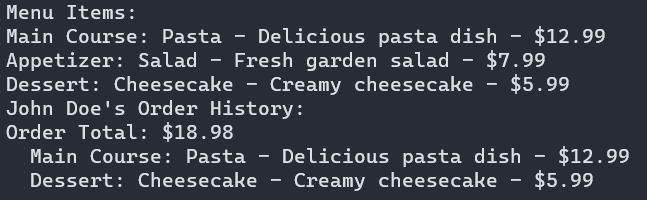 Menu Items:
Main Course: Pasta - Delicious pasta dish - $12.99
Appetizer: Salad - Fresh garden salad - $7.99
Dessert: Cheesecake - Creamy cheesecake - $5.99
John Doe's Order History:
Order Total: $18.98
  Main Course: Pasta - Delicious pasta dish - $12.99
  Dessert: Cheesecake - Creamy cheesecake - $5.99